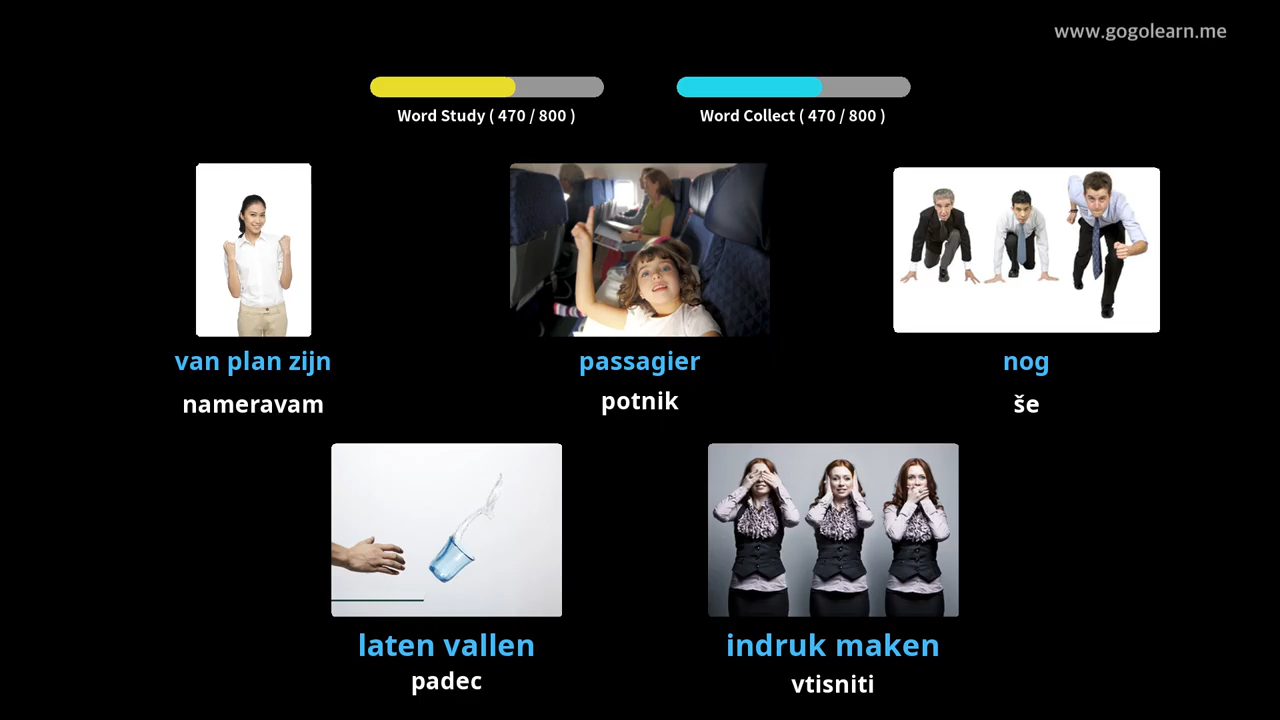 www.gogolearn.me
Word Study ( 470 / 800 )
Word Collect ( 470 / 800 )
van plan zijn
nameravam
passagier
potnik
nog
še
laten vallen
padec
indruk maken
vtisniti